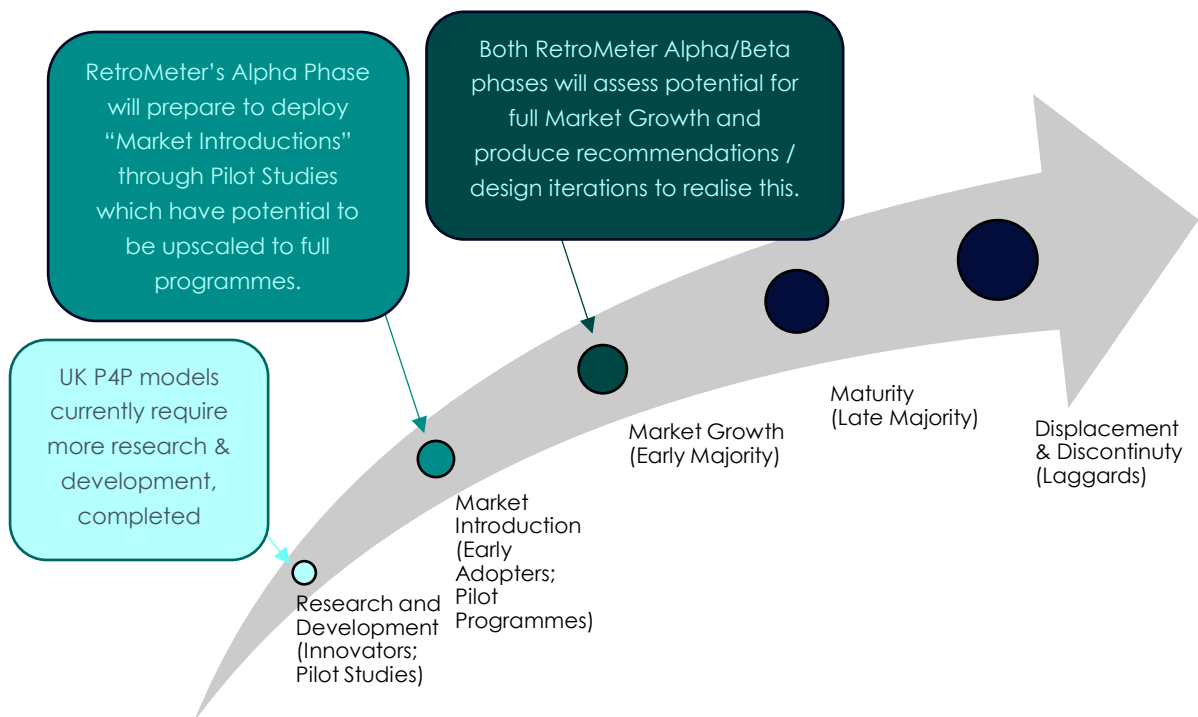 RetroMeter's Alpha Phase
will prepare to deploy
“Market Introductions”
through Pilot Studies
which have potential to
be upscaled to full
programmes.
Both RetroMeter Alpha/Beta
phases will assess potential for
full Market Growth and
produce recommendations /
design iterations to realise this.
UK P4P models
currently require
more research &
development,
completed
Research and
Development
(Innovators;
Pilot Studies)
Market
Introduction
(Early
Adopters;
Pilot
Programmes)
Market Growth
(Early Majority)
Maturity
(Late Majority)
Displacement
& Discontinuty
(Laggards)